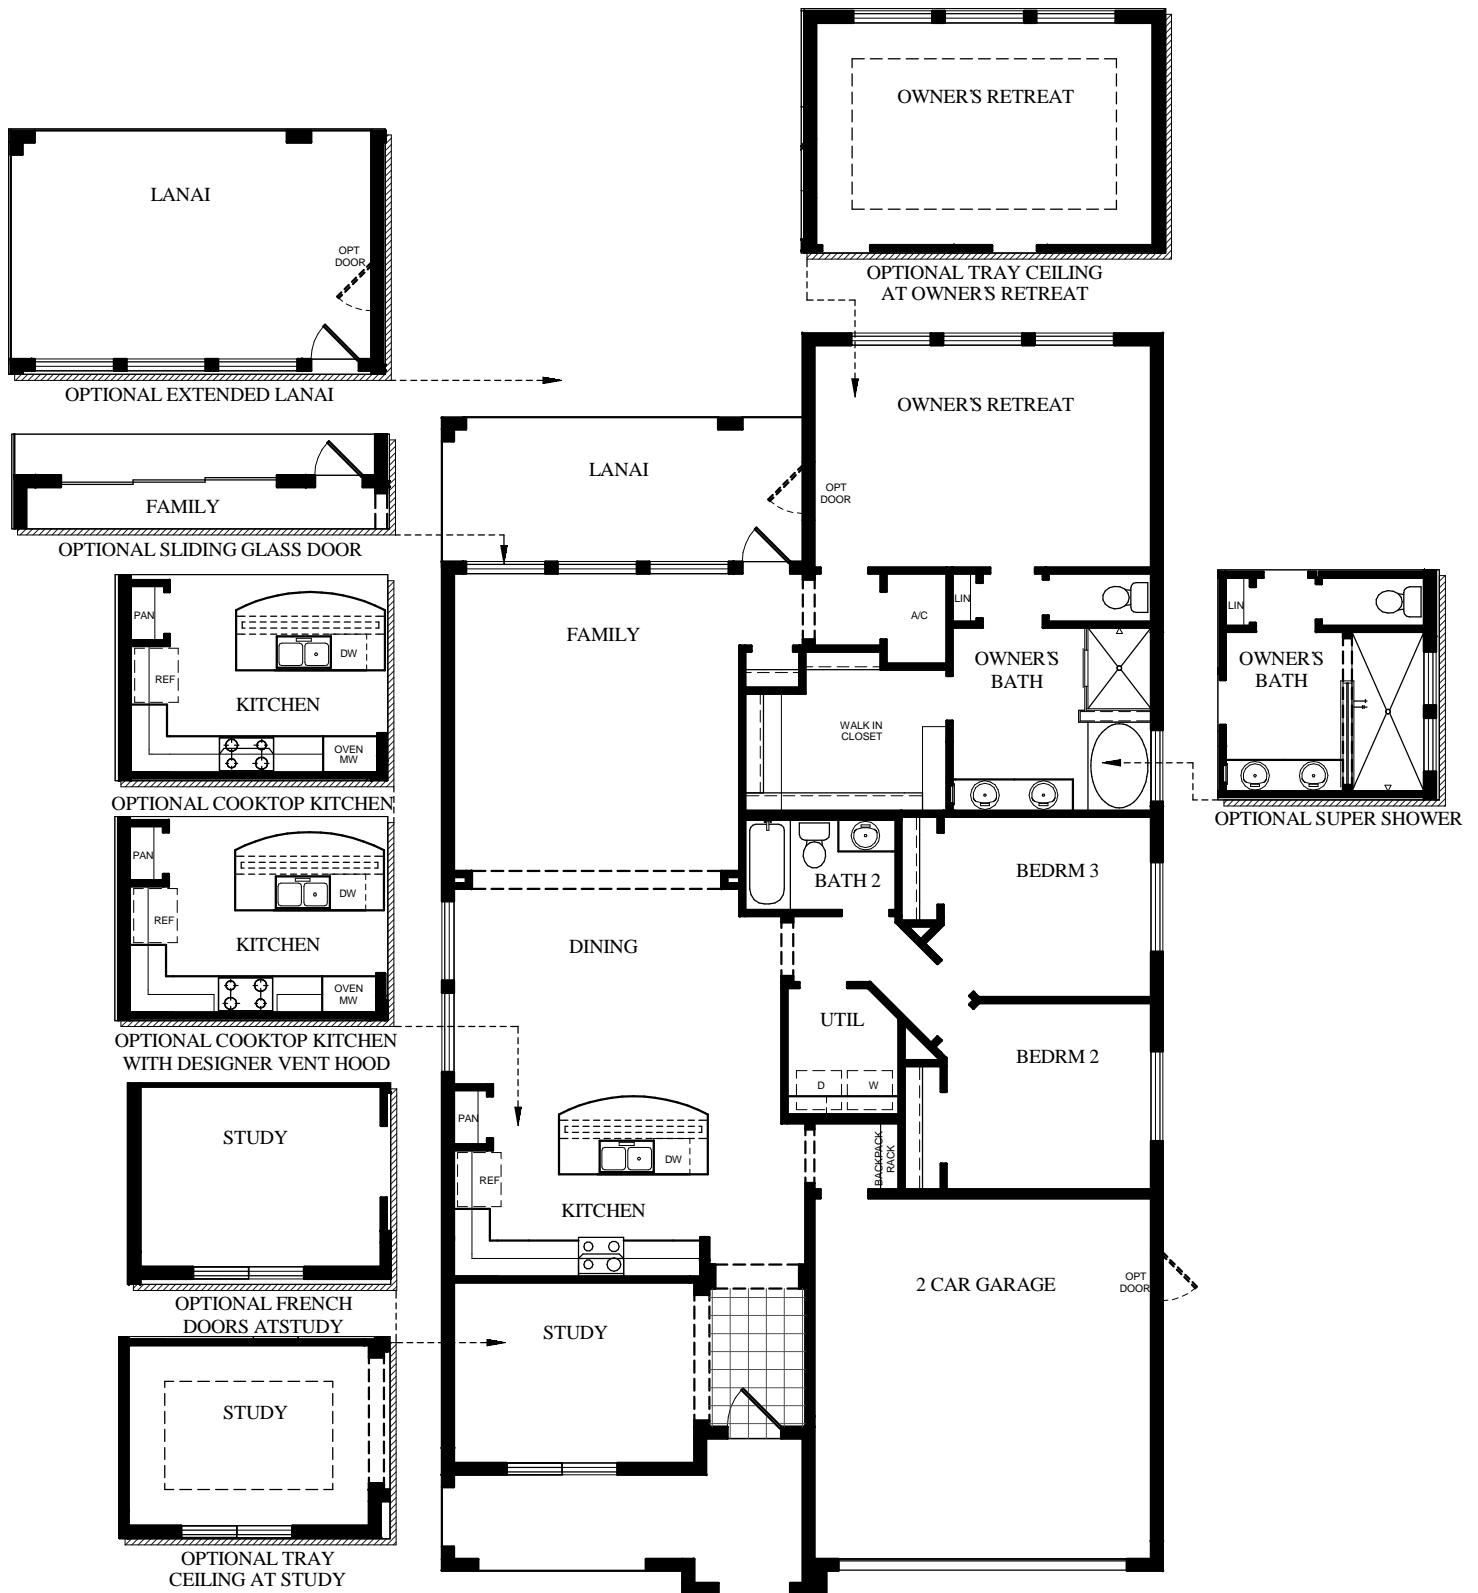 OWNER'S RETREAT
OPTIONAL TRAY CEILING
AT OWNER'S RETREAT
LANAI
OPT
DOOR
OPTIONAL EXTENDED LANAI
FAMILY
OPTIONAL SLIDING GLASS DOOR
PAN
REF
DW
KITCHEN
OVEN
MW
OPTIONAL COOKTOP KITCHEN
PAN
REF
DW
KITCHEN
OVEN
MW
OPTIONAL COOKTOP KITCHEN
WITH DESIGNER VENT HOOD
STUDY
OPTIONAL FRENCH
DOORS ATSTUDY
STUDY
OPTIONAL TRAY
CEILING AT STUDY
OWNER'S RETREAT
LANAI
OPT
DOOR
FAMILY
A/C
LIN
OWNER'S
BATH
WALK IN
CLOSET
LIN
OWNER'S
BATH
OPTIONAL SUPER SHOWER
BATH 2
BEDRM 3
DINING
UTIL
D
W
BEDRM 2
PAN
REF
DW
KITCHEN
BACKPACK
RACK
STUDY
2 CAR GARAGE
OPT
DOOR